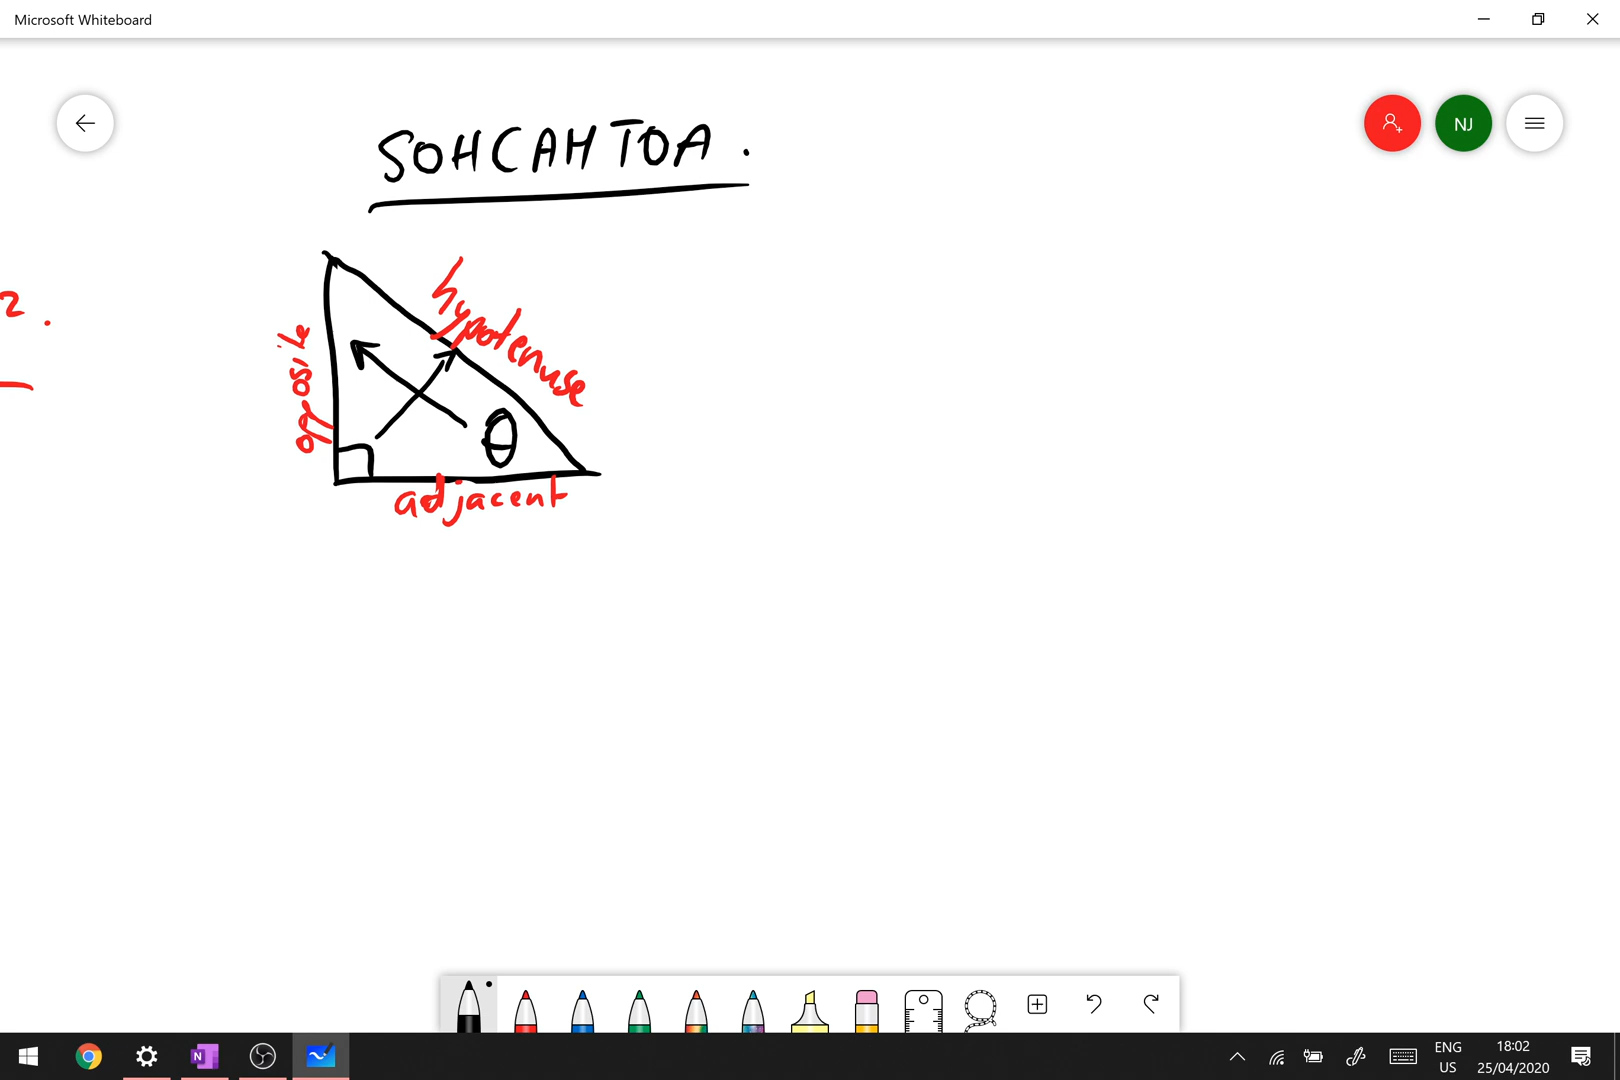 Microsoft Whiteboard
NJ
SOHCAHTOA.
2.
hypotenuse
opposite
θ
adjacent
N
ENG
US
18:02
25/04/2020